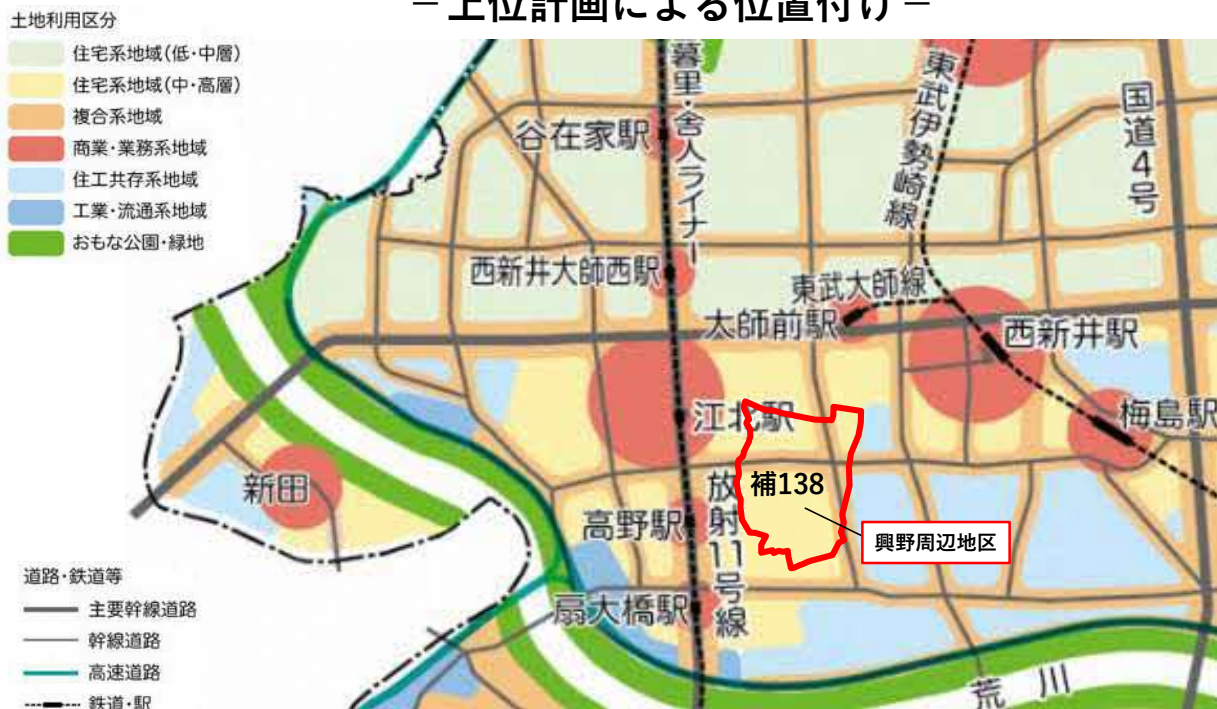 －上位計画による位置付け－
土地利用区分
住宅系地域(低・中層)
住宅系地域(中・高層)
複合系地域
商業・業務系地域
住工共存系地域
工業・流通系地域
おもな公園・緑地
暮里・舎人ライナー
東武伊勢崎線
国道4号
谷在家駅
西新井大師西駅
東武大師線
大師前駅
西新井駅
江北駅
梅島駅
新田
補138
放射11号線
高野駅
興野周辺地区
扇大橋駅
荒川
道路・鉄道等
主要幹線道路
幹線道路
高速道路
鉄道・駅